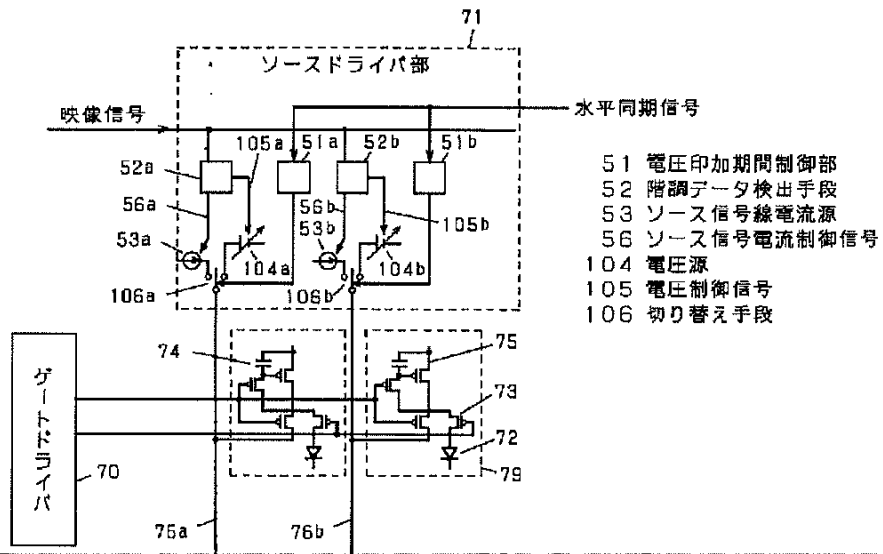 71
ソースドライバ部
映像信号
水平同期信号
105a
51a
52b
51b
52a
56a
56b
105b
53a
53b
104a
104b
106a
106b
51 電圧印加期間制御部
52 階調データ検出手段
53 ソース信号線電流源
56 ソース信号電流制御信号
104 電圧源
105 電圧制御信号
106 切り替え手段
74
75
73
72
79
ゲートドライバ
70
76a
76b